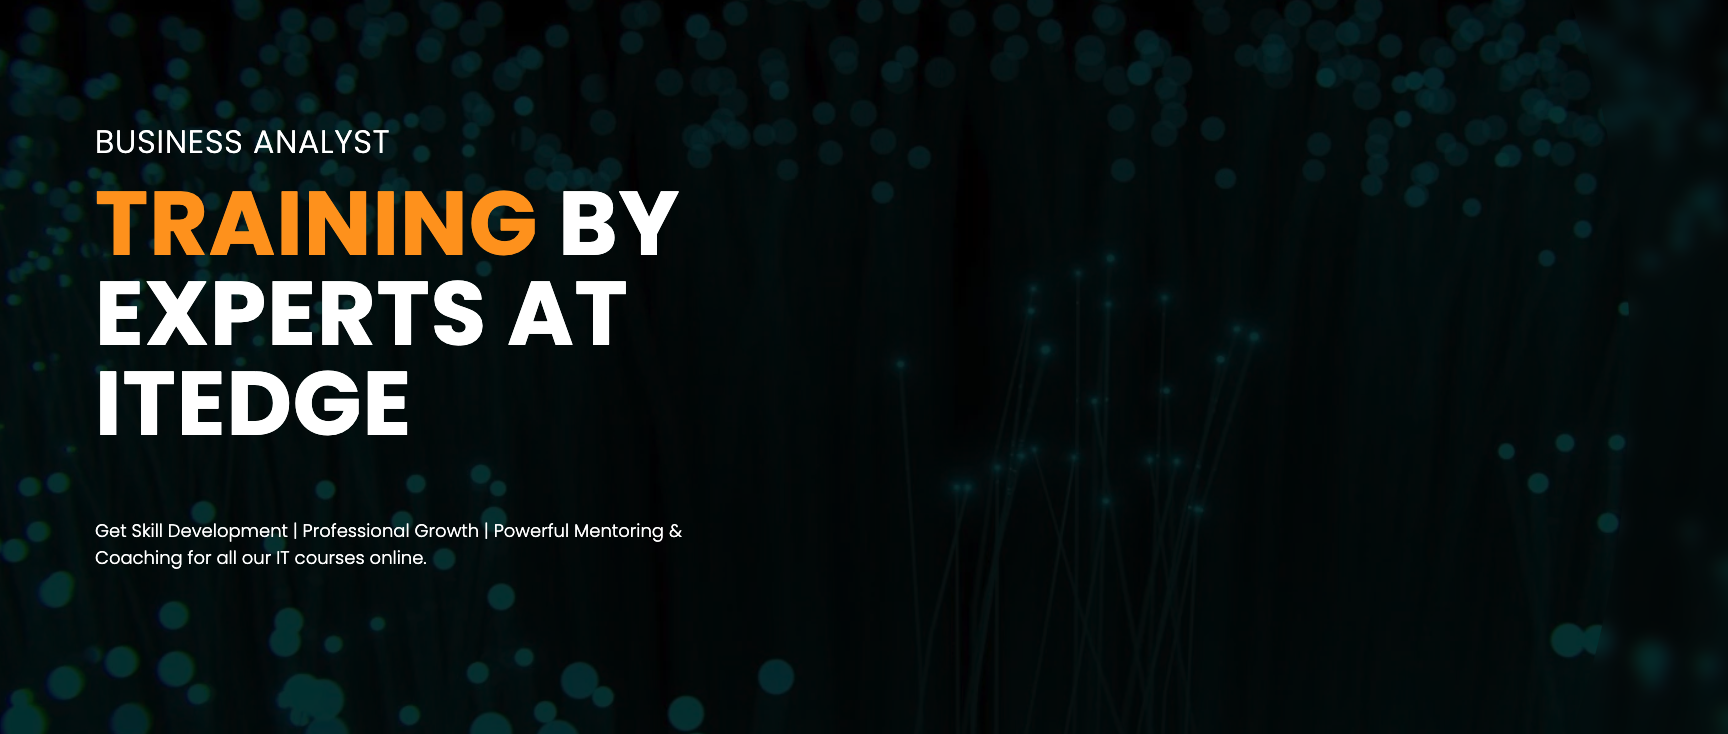 BUSINESS ANALYST
TRAINING BY
EXPERTS AT
ITEDGE
Get Skill Development | Professional Growth | Powerful Mentoring &
Coaching for all our IT courses online.